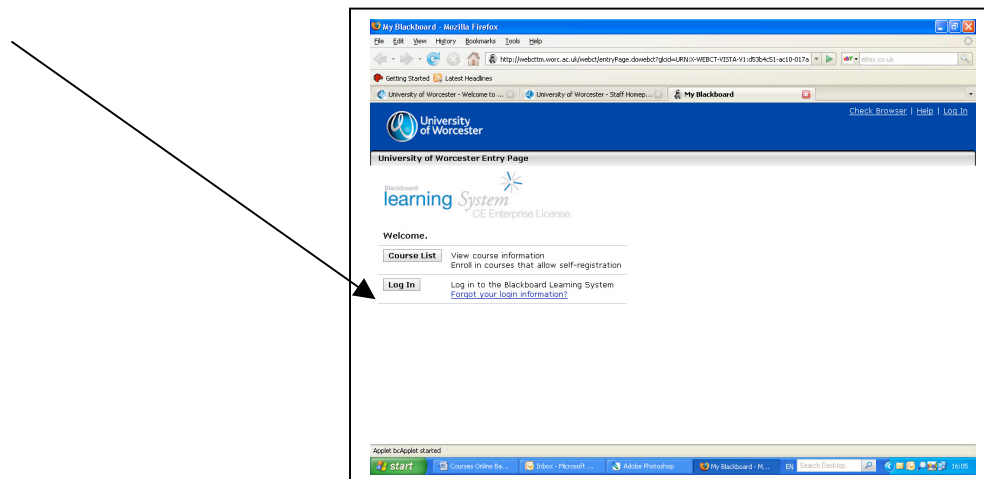 My Blackboard - Mozilla Firefox
File Edit View History Bookmarks Tools Help
http://webcttm.worc.ac.uk/webct/entryPage.dowebct?glcid=URN:X-WEBCT-VISTA-V1:d53b4c51-ac10-017a eBay.co.uk
Getting Started Latest Headlines
University of Worcester - Welcome to ... University of Worcester - Staff Homep... My Blackboard
Check Browser | Help | Log In
University
of Worcester
University of Worcester Entry Page
Blackboard
learning System
CE Enterprise License
Welcome.
Course List View course information
Enroll in courses that allow self-registration
Log In Log in to the Blackboard Learning System
Forgot your login information?
Applet bcApplet started
start Courses Online Ba... Inbox - Microsoft ... Adobe Photoshop My Blackboard - M... EN Search Desktop 16:05